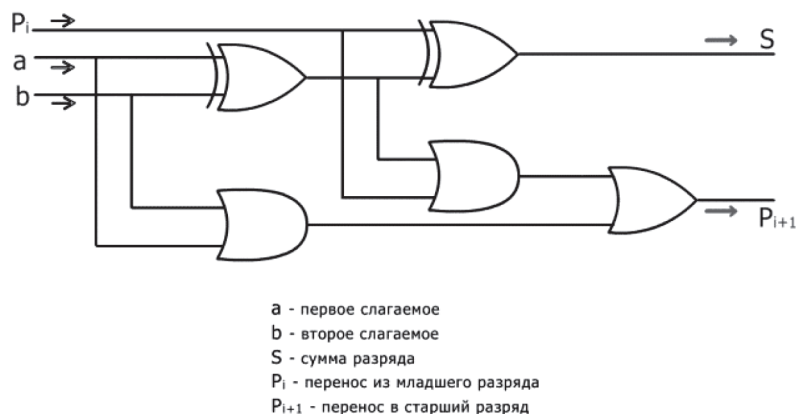 Pi
S
a
b
Pi+1
a - первое слагаемое
b - второе слагаемое
S - сумма разряда
Pi - перенос из младшего разряда
Pi+1 - перенос в старший разряд